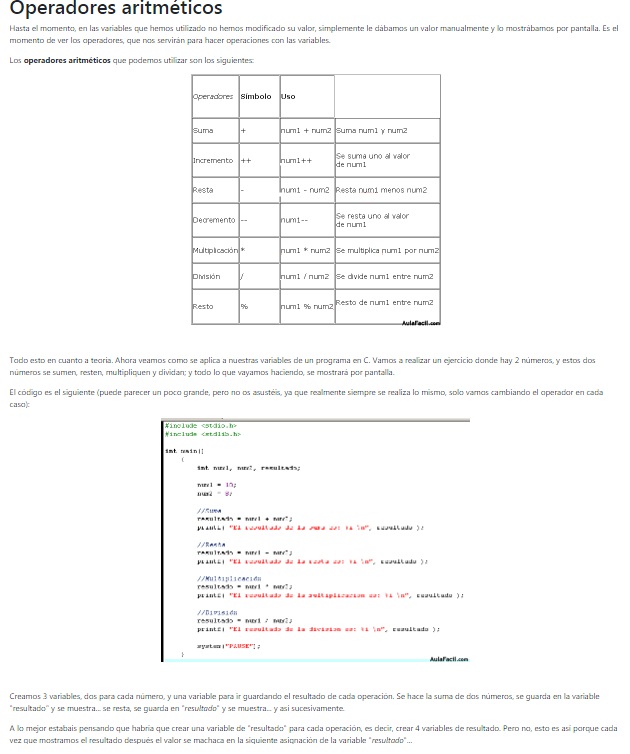 Operadores aritméticos
Hasta el momento, en las variables que hemos utilizado no hemos modificado su valor, simplemente le dábamos un valor manualmente y lo mostrábamos por pantalla. Es el
momento de ver los operadores, que nos servirán para hacer operaciones con las variables.
Los operadores aritméticos que podemos utilizar son los siguientes:
Operadores Símbolo Uso
Suma + num1 + num2 Suma num1 y num2
Incremento ++ num1++ Se suma uno al valor
de num1
Resta - num1 - num2 Resta num1 menos num2
Decremento -- num1-- Se resta uno al valor
de num1
Multiplicación * num1 * num2 Se multiplica num1 por num2
División / num1 / num2 Se divide num1 entre num2
Resto % num1 % num2 Resto de num1 entre num2
AulaFacil.com
Todo esto en cuanto a teoría. Ahora veamos como se aplica a nuestras variables de un programa en C. Vamos a realizar un ejercicio donde hay 2 números, y estos dos
números se sumen, resten, multipliquen y dividan; y todo lo que vayamos haciendo, se mostrará por pantalla.
El código es el siguiente (puede parecer un poco grande, pero no os asustéis, ya que realmente siempre se realiza lo mismo, solo vamos cambiando el operador en cada
caso):
#include <stdio.h>
#include <stdlib.h>
int main()
{
int num1, num2, resultado;
num1 = 10;
num2 = 8;
//Suma
resultado = num1 + num2;
printf( "El resultado de la suma es: %i \n", resultado );
//Resta
resultado = num1 - num2;
printf( "El resultado de la resta es: %i \n", resultado );
//Multiplicación
resultado = num1 * num2;
printf( "El resultado de la multiplicacion es: %i \n", resultado );
//División
resultado = num1 / num2;
printf( "El resultado de la division es: %i \n", resultado );
system("PAUSE");
}
AulaFacil.com
Creamos 3 variables, dos para cada número, y una variable para ir guardando el resultado de cada operación. Se hace la suma de dos números, se guarda en la variable
"resultado" y se muestra... se resta, se guarda en "resultado" y se muestra... y así sucesivamente.
A lo mejor estabais pensando que habría que crear una variable de "resultado" para cada operación, es decir, crear 4 variables de resultado. Pero no, esto es así porque cada
vez que mostramos el resultado después el valor se machaca en la siguiente asignación de la variable "resultado"...